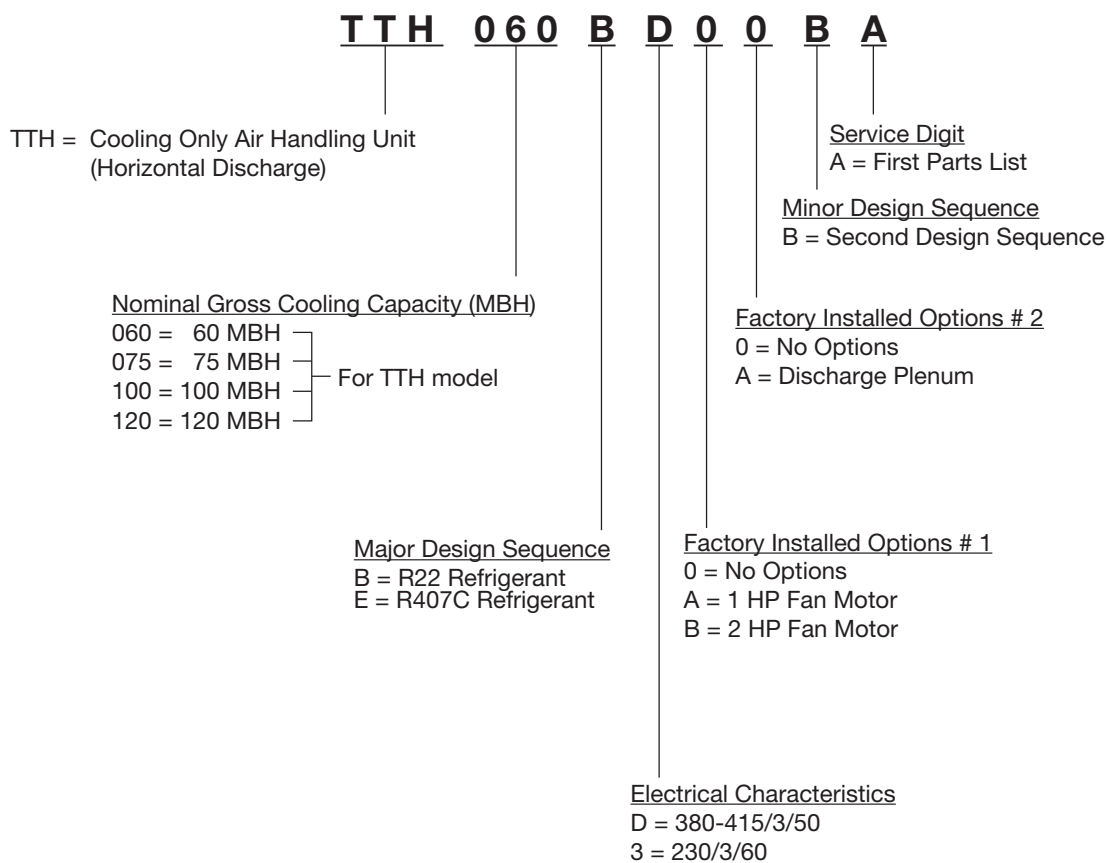 TTH 060 B D 0 0 B A
TTH = Cooling Only Air Handling Unit
(Horizontal Discharge)
Service Digit
A = First Parts List
Minor Design Sequence
B = Second Design Sequence
Nominal Gross Cooling Capacity (MBH)
060 = 60 MBH
075 = 75 MBH
100 = 100 MBH
120 = 120 MBH
For TTH model
Factory Installed Options # 2
0 = No Options
A = Discharge Plenum
Major Design Sequence
B = R22 Refrigerant
E = R407C Refrigerant
Factory Installed Options # 1
0 = No Options
A = 1 HP Fan Motor
B = 2 HP Fan Motor
Electrical Characteristics
D = 380-415/3/50
3 = 230/3/60